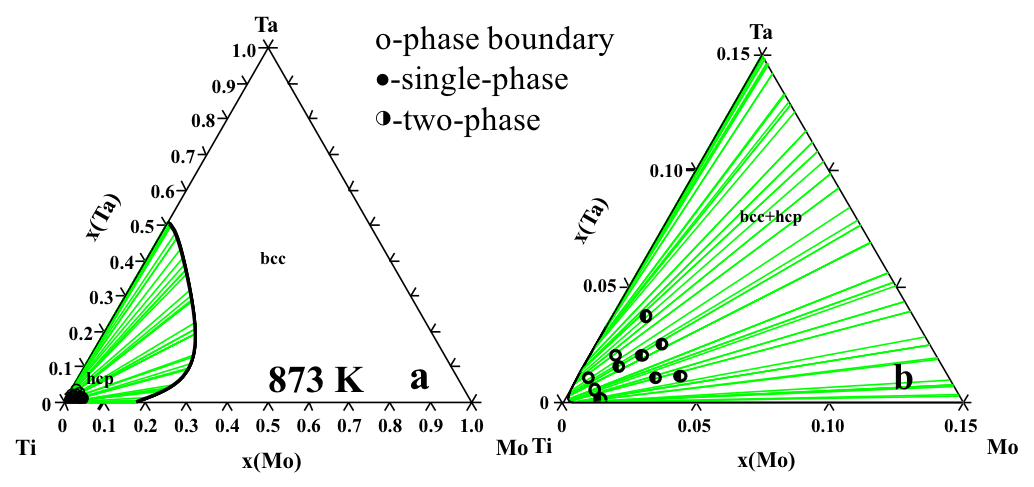 Ta
1.0
0.9
0.8
0.7
0.6
0.5
0.4
0.3
0.2
0.1
0
x(Ta)
bcc
hcp
873 K
a
0 0.1 0.2 0.3 0.4 0.5 0.6 0.7 0.8 0.9 1.0
Ti
Mo
x(Mo)
o-phase boundary
●-single-phase
◑-two-phase
Ta
0.15
0.10
0.05
0
x(Ta)
bcc+hcp
b
0 0.05 0.10 0.15
Ti
Mo
x(Mo)